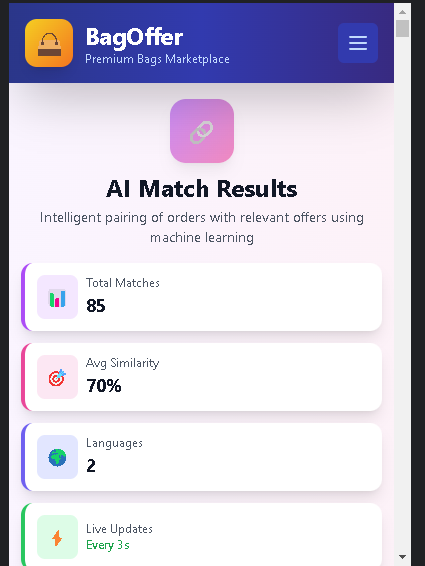 BagOffer
Premium Bags Marketplace
AI Match Results
Intelligent pairing of orders with relevant offers using
machine learning
Total Matches
85
Avg Similarity
70%
Languages
2
Live Updates
Every 3s